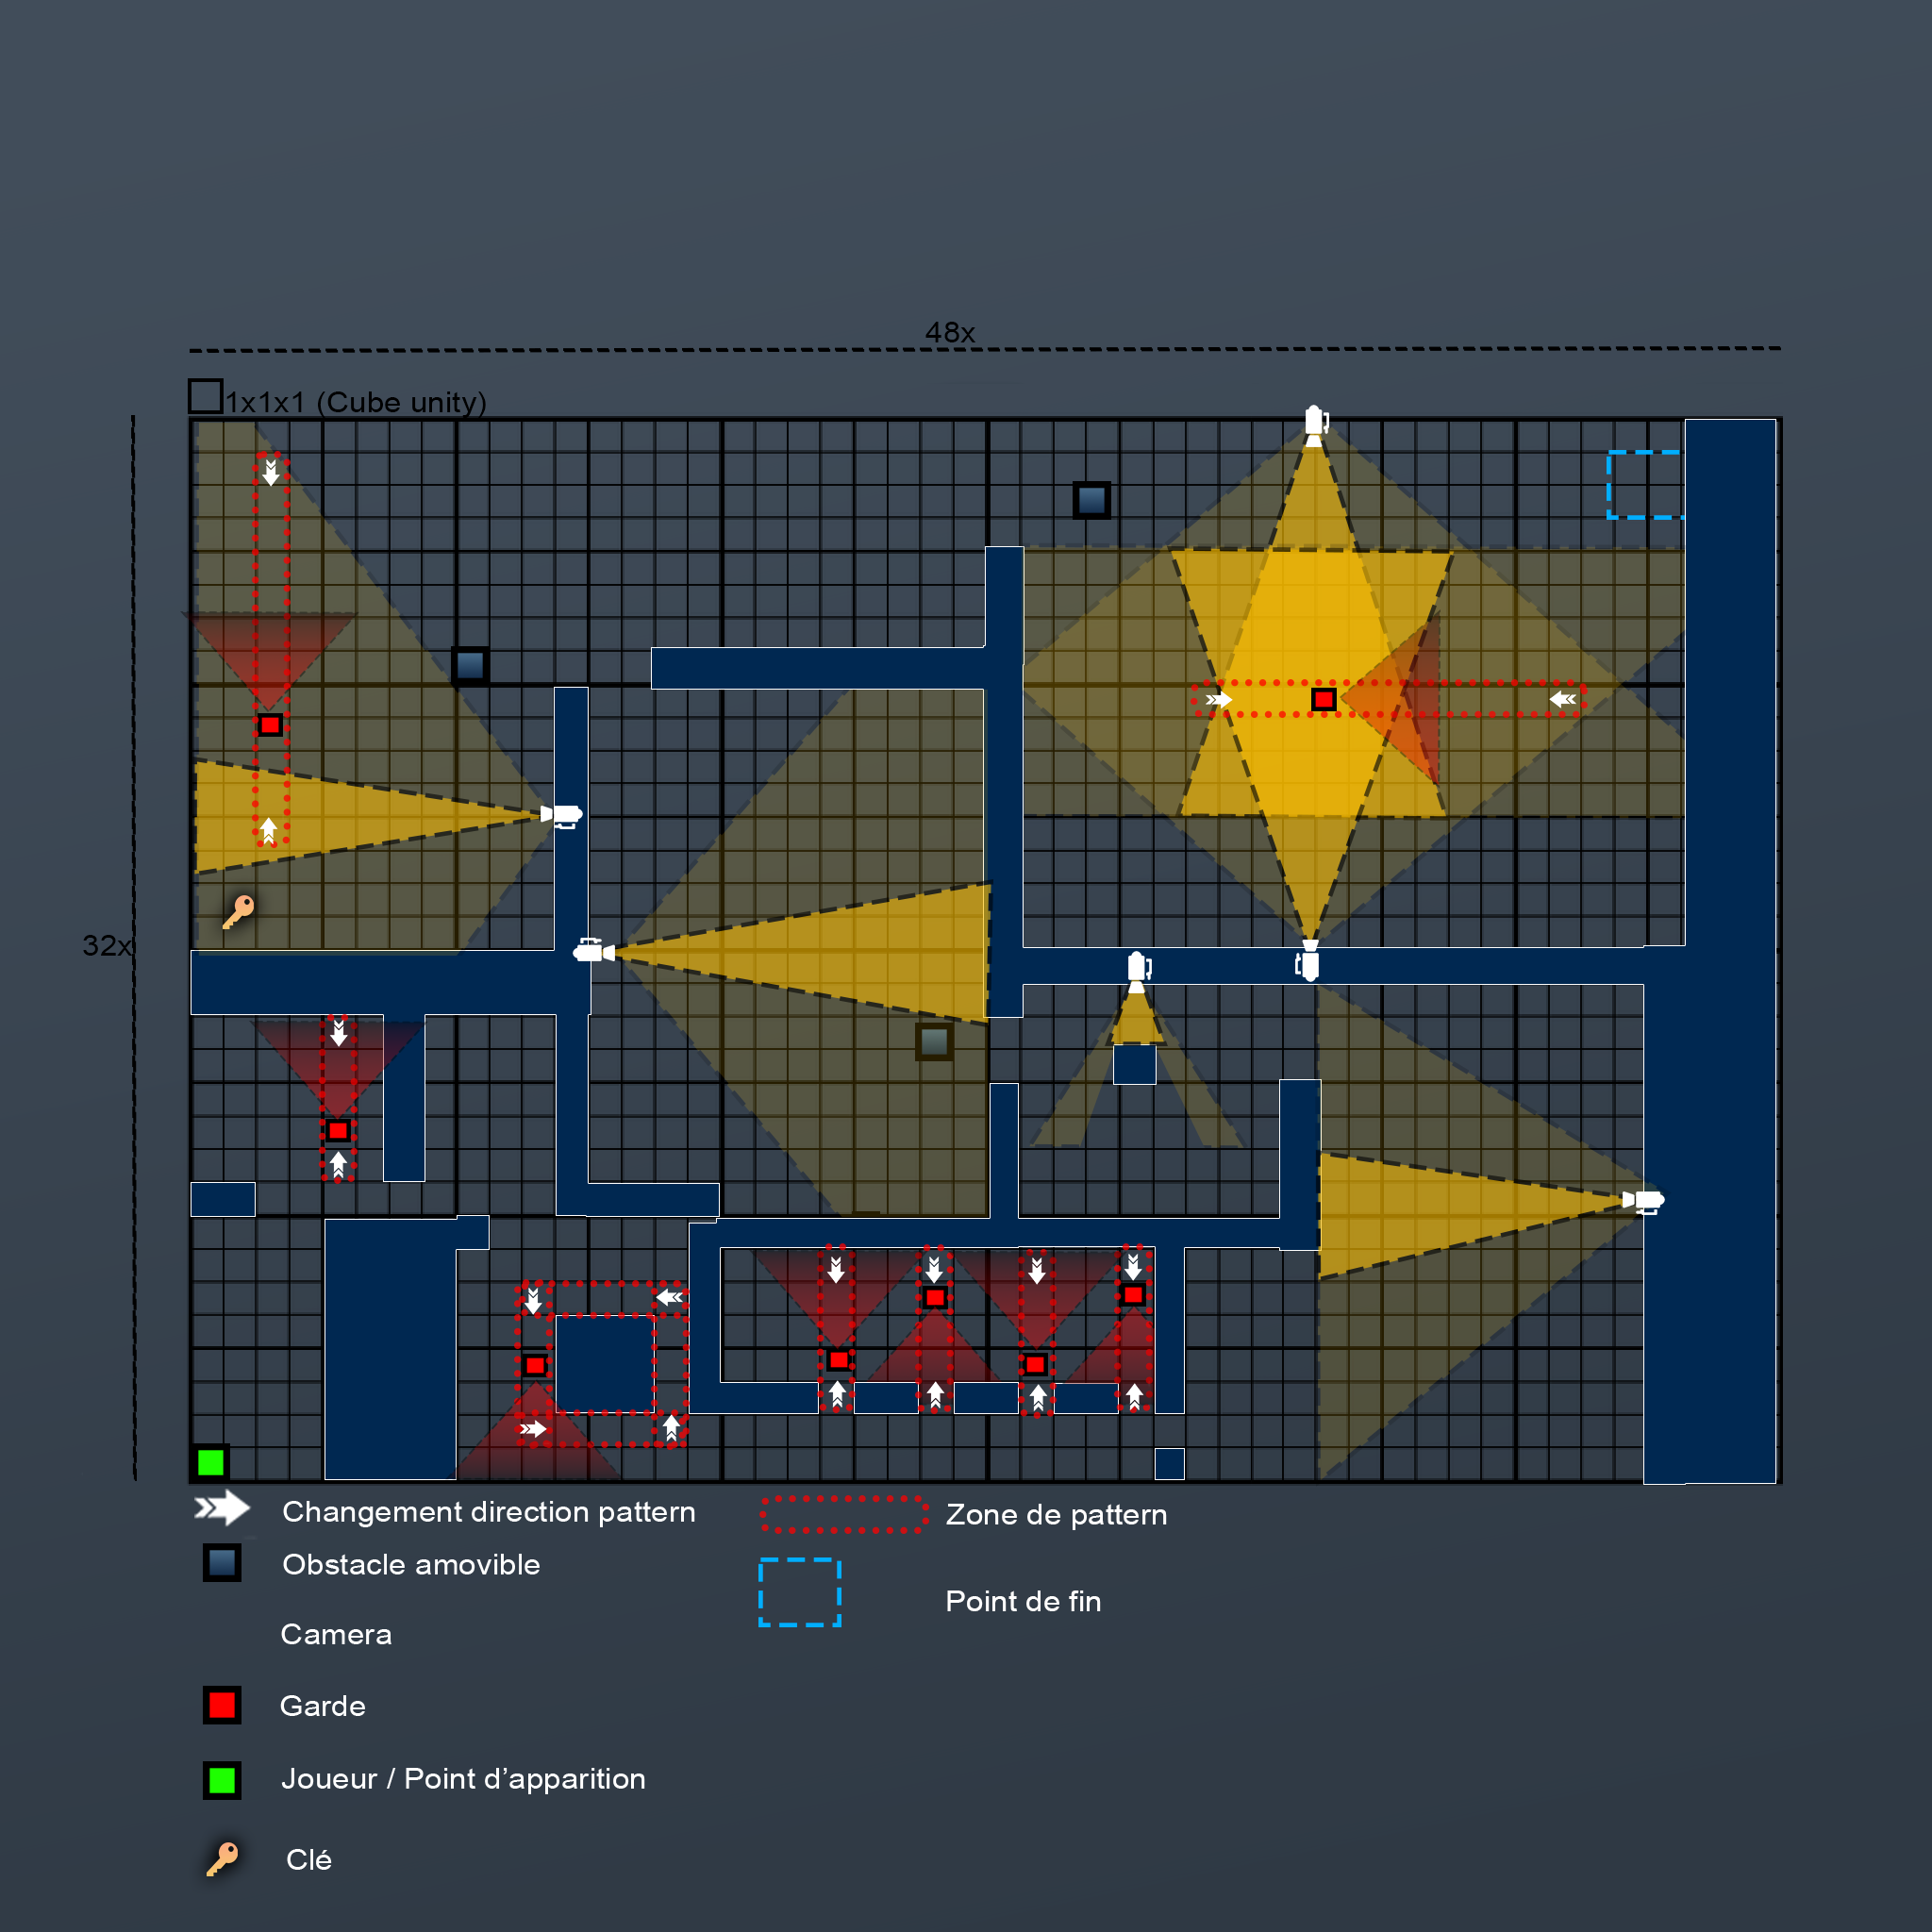 48x
1x1x1 (Cube unity)
32x
Changement direction pattern
Zone de pattern
Obstacle amovible
Point de fin
Camera
Garde
Joueur / Point d’apparition
Clé